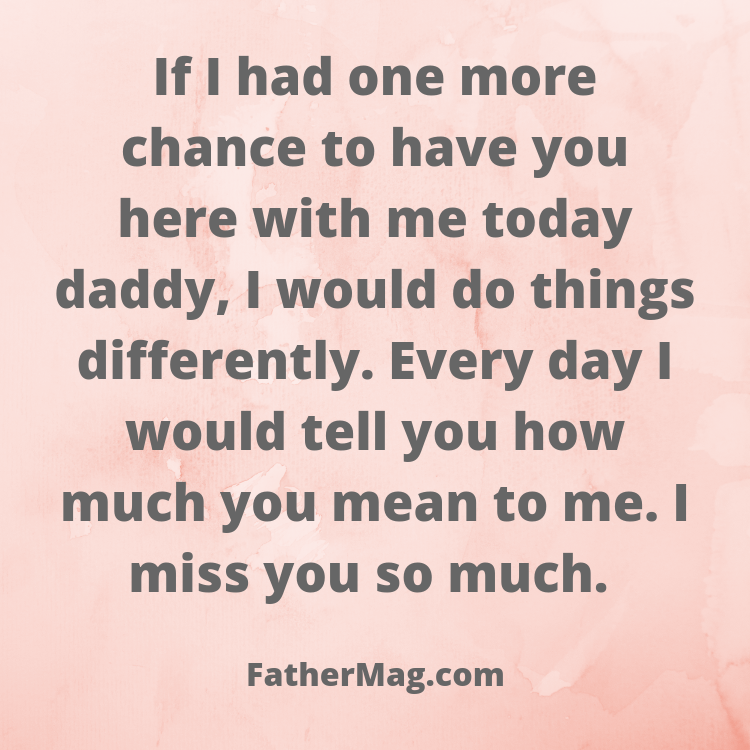 If I had one more
chance to have you
here with me today
daddy, I would do things
differently. Every day I
would tell you how
much you mean to me. I
miss you so much.
FatherMag.com